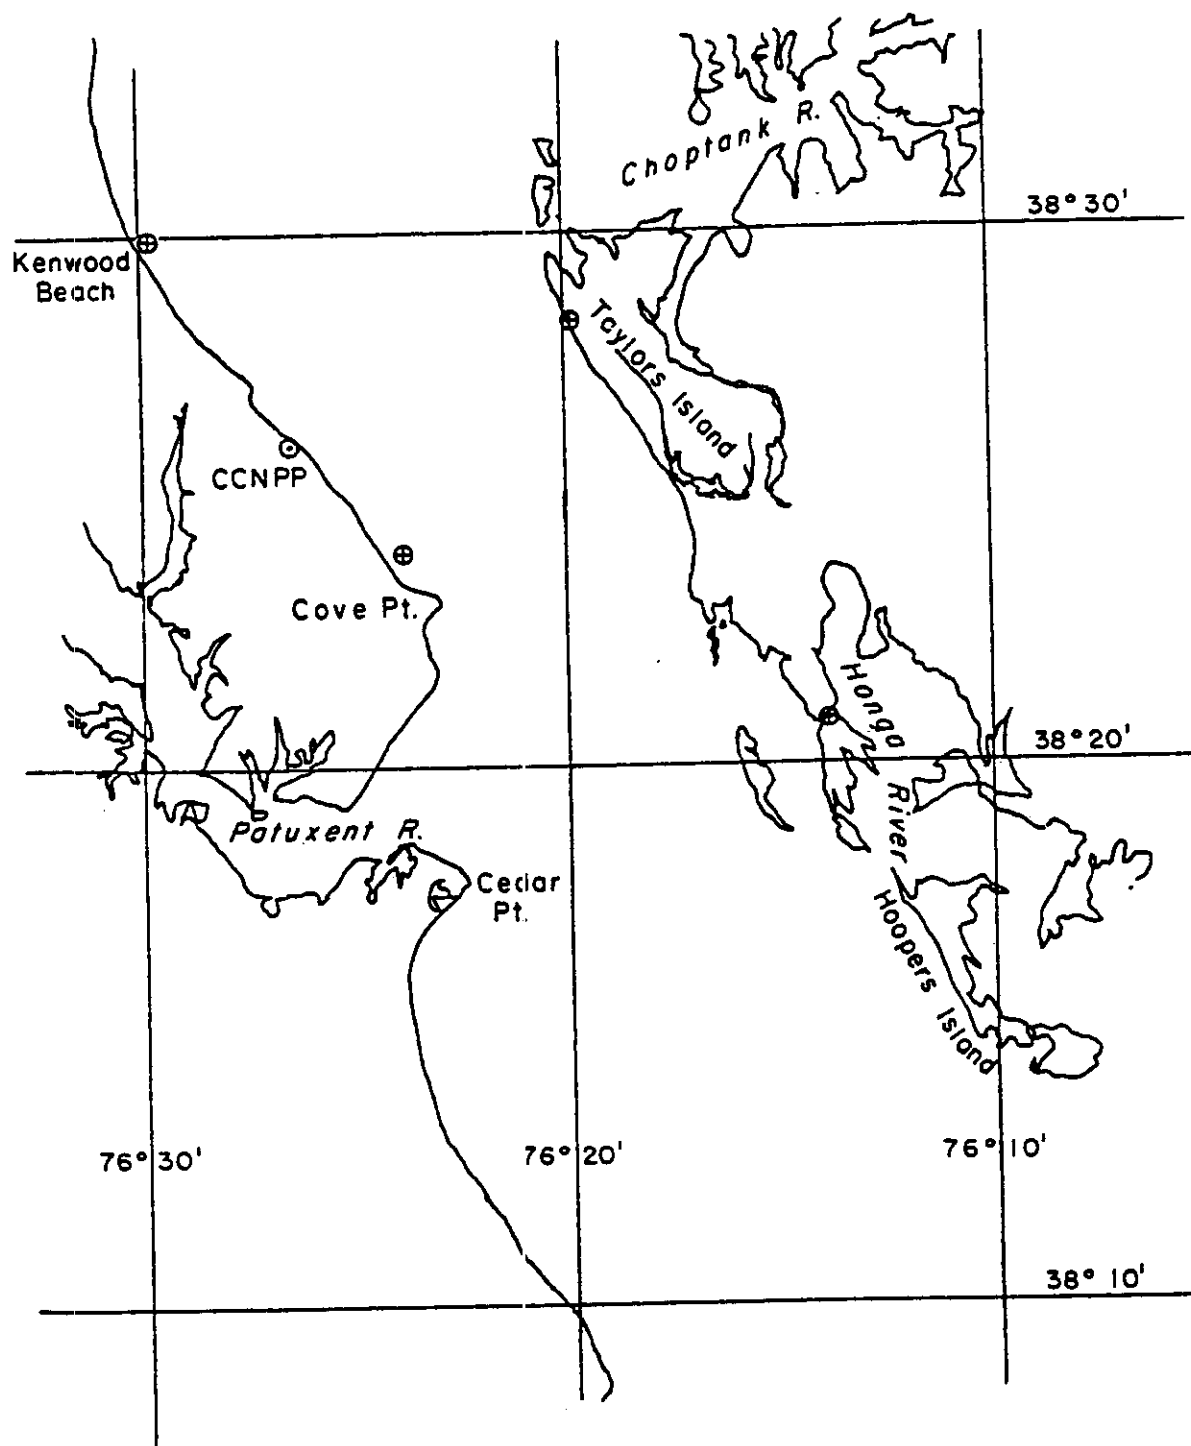 Choptank R.
38° 30'
Kenwood
Beach
Taylors Island
CCNPP
Cove Pt.
Honga River
38° 20'
Patuxent R.
Cedar
Pt.
Hoopers Island
76° 30'
76° 20'
76° 10'
38° 10'